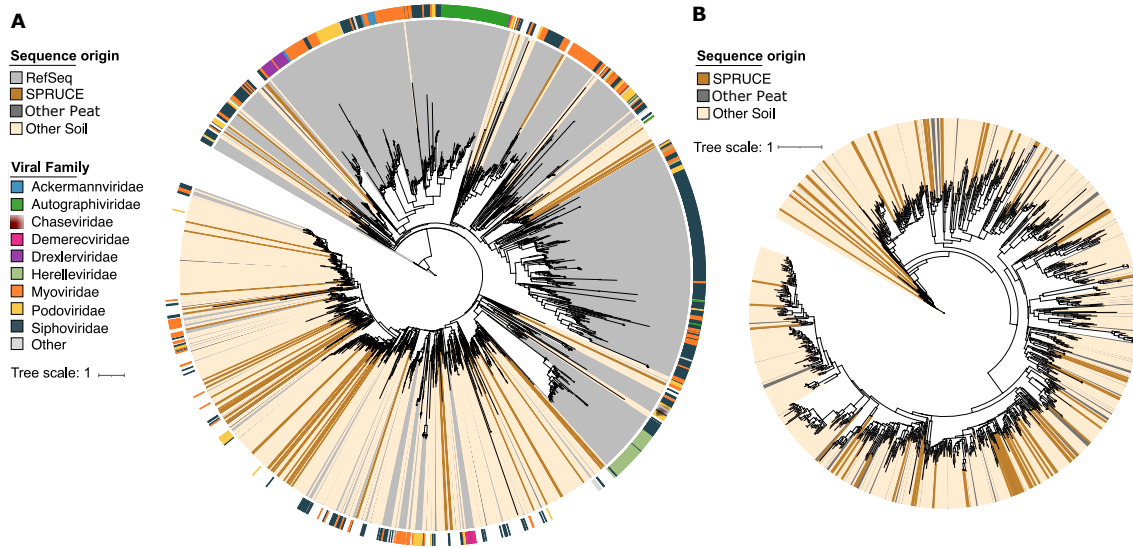 A
Sequence origin
RefSeq
SPRUCE
Other Peat
Other Soil
Viral Family
Ackermannviridae
Autographiviridae
Chaseviridae
Demerecviridae
Drexlerviridae
Herelleviridae
Myoviridae
Podoviridae
Siphoviridae
Other
Tree scale: 1
B
Sequence origin
SPRUCE
Other Peat
Other Soil
Tree scale: 1